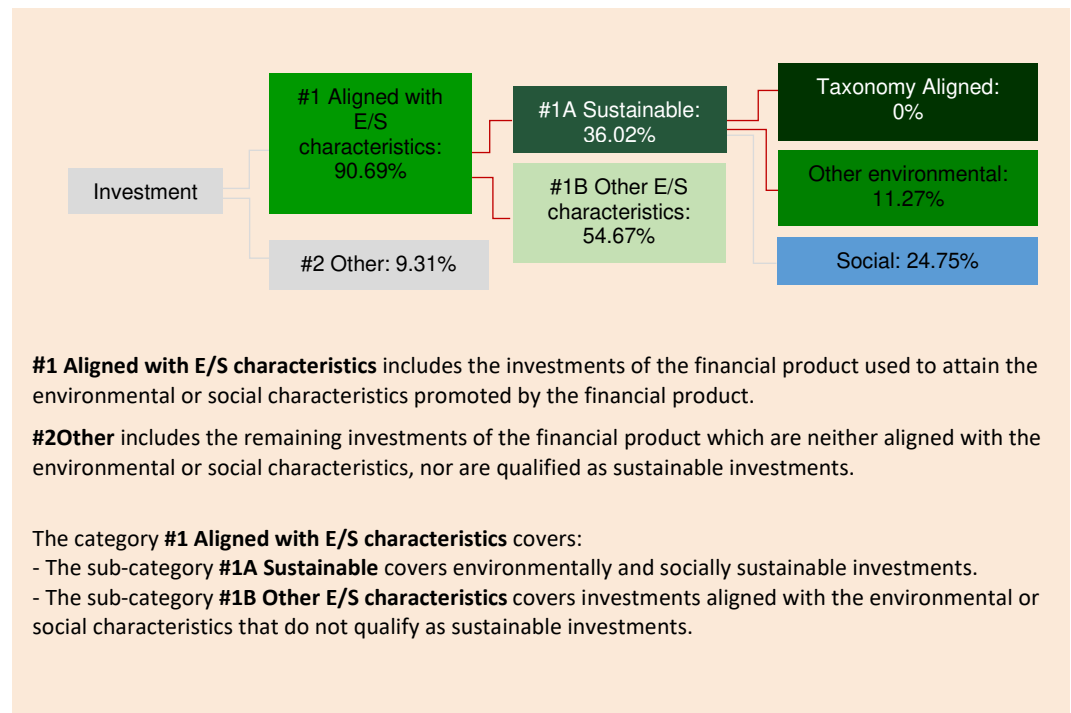 Investment
#1 Aligned with
E/S
characteristics:
90.69%
#2 Other: 9.31%
#1A Sustainable:
36.02%
#1B Other E/S
characteristics:
54.67%
Taxonomy Aligned:
0%
Other environmental:
11.27%
Social: 24.75%
#1 Aligned with E/S characteristics includes the investments of the financial product used to attain the
environmental or social characteristics promoted by the financial product.
#2Other includes the remaining investments of the financial product which are neither aligned with the
environmental or social characteristics, nor are qualified as sustainable investments.
The category #1 Aligned with E/S characteristics covers:
- The sub-category #1A Sustainable covers environmentally and socially sustainable investments.
- The sub-category #1B Other E/S characteristics covers investments aligned with the environmental or
social characteristics that do not qualify as sustainable investments.